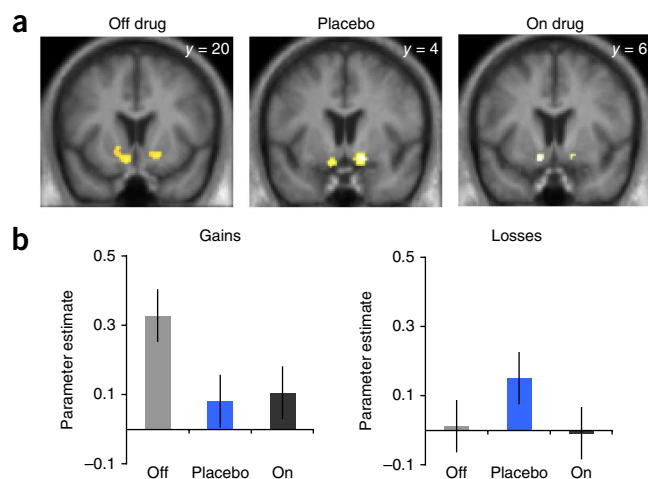 a
Off drug
Placebo
On drug
y = 20
y = 4
y = 6
b
Gains
Losses
Parameter estimate
0.5
0.3
0.1
–0.1
Off
Placebo
On
Parameter estimate
0.5
0.3
0.1
–0.1
Off
Placebo
On